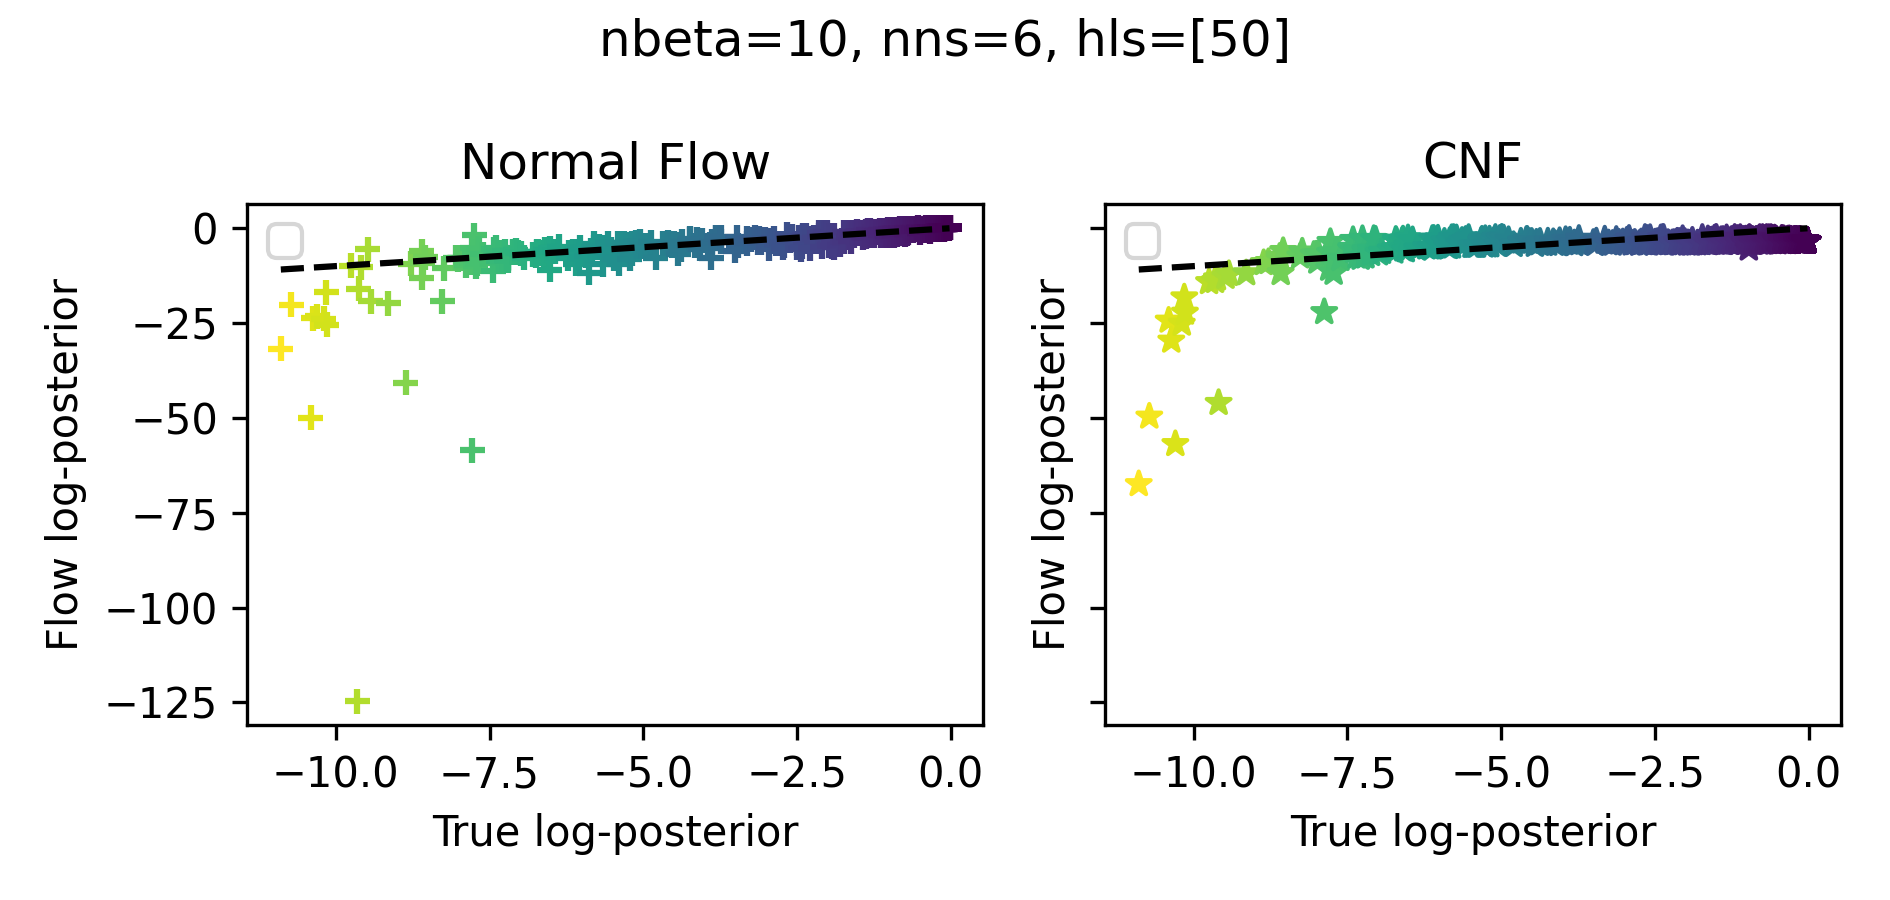 nbeta=10, nns=6, hls=[50]
Normal Flow
CNF
0
−25
−50
−75
−100
−125
Flow log-posterior
Flow log-posterior
−10.0 −7.5 −5.0 −2.5 0.0
−10.0 −7.5 −5.0 −2.5 0.0
True log-posterior
True log-posterior